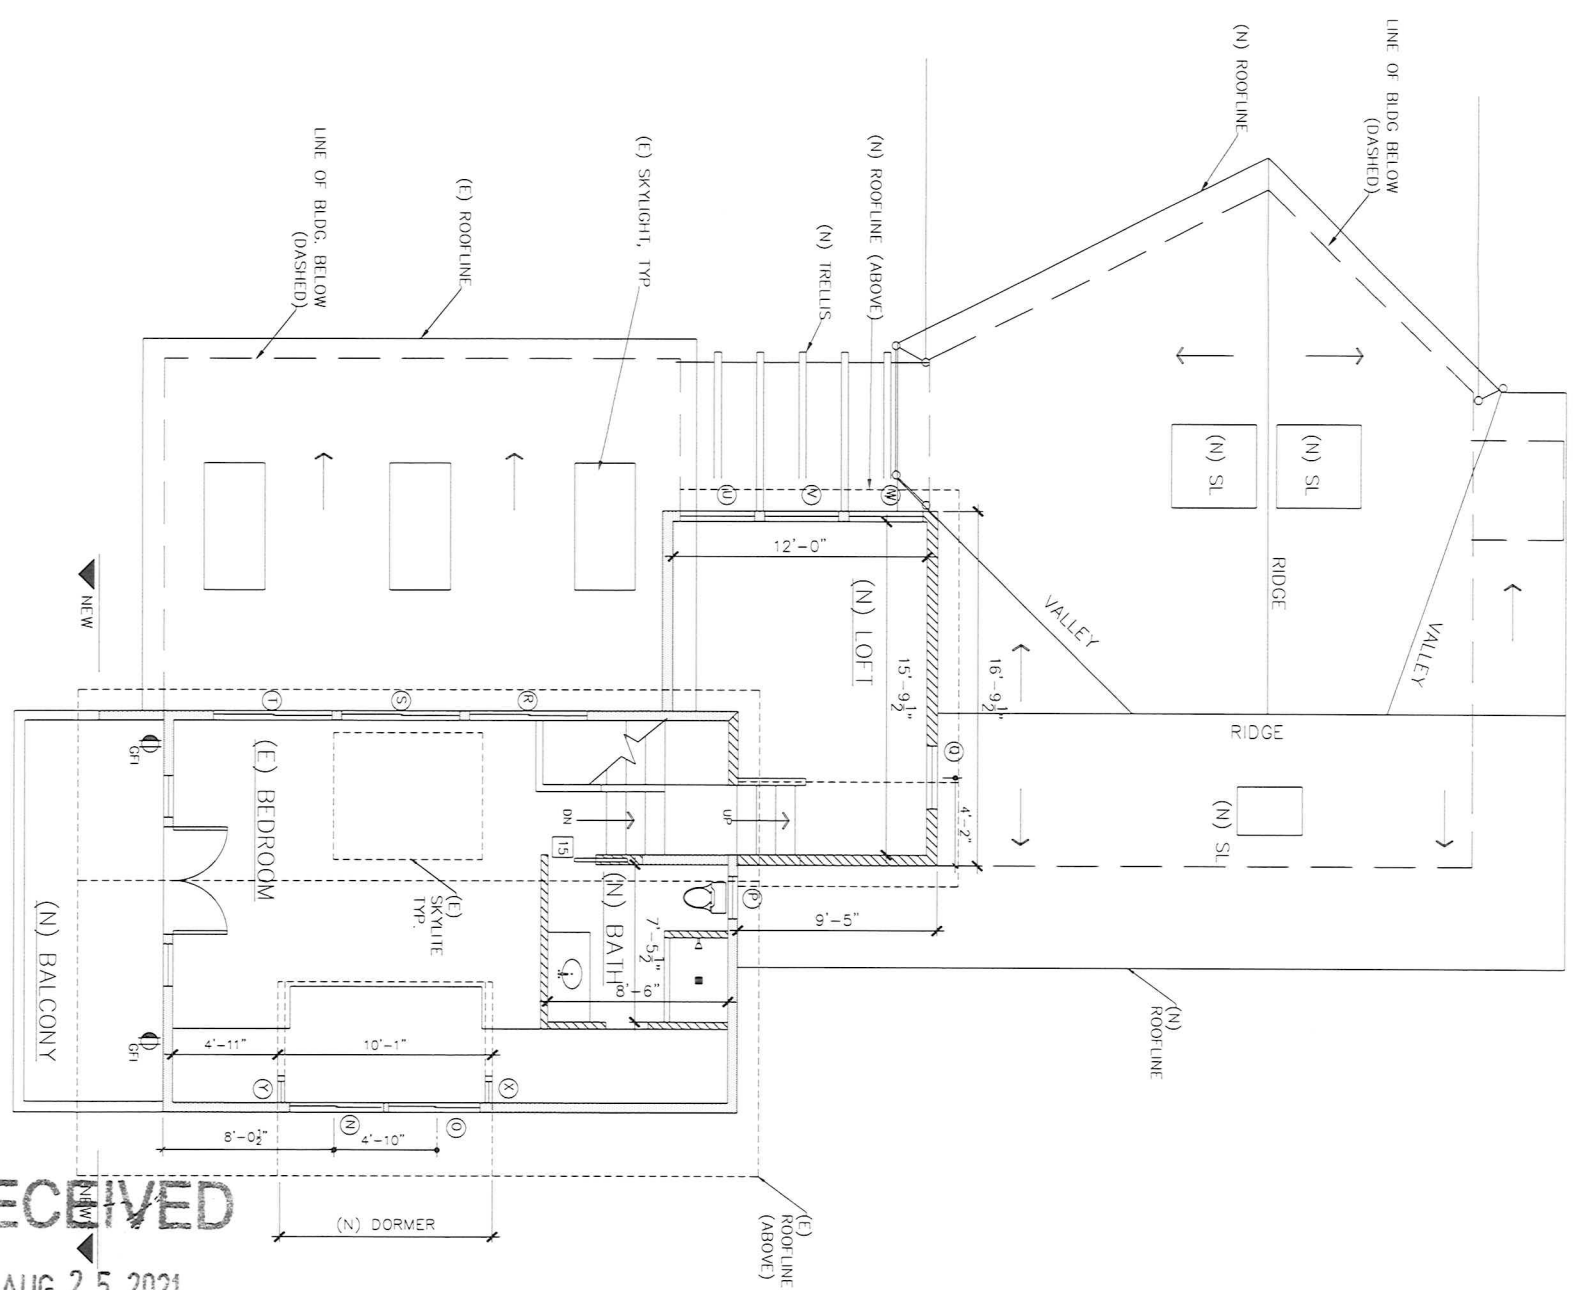 LINE OF BLDG BELOW
(DASHED)
(N) ROOFLINE
(N) ROOFLINE (ABOVE)
(N) TRELLIS
(E) SKYLIGHT, TYP
(E) ROOFLINE
LINE OF BLDG. BELOW
(DASHED)
(N) SL
(N) SL
RIDGE
VALLEY
VALLEY
RIDGE
(N) SL
W
V
U
12'-0"
(N) LOFT
15'-9½"
16'-9½"
Q
4'-2"
9'-5"
NEW
T
S
R
GFI
(E) BEDROOM
DN
UP
15
P
(E)
SKYLITE
TYP.
(N) BATH
7'-5½"
8'-6"
(N) BALCONY
GFI
4'-11"
10'-1"
Y
X
N
O
8'-0½"
4'-10"
(N) DORMER
(N)
ROOFLINE
(E)
ROOFLINE
(ABOVE)
NEW
ECEIVED
AUG 25 2021